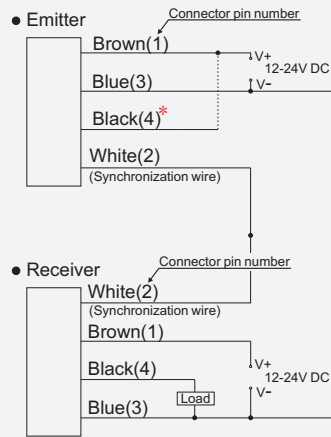 ● Emitter
Connector pin number
Brown(1)
V+
12-24V DC
Blue(3)
V-
Black(4)*
White(2)
(Synchronization wire)
● Receiver
Connector pin number
White(2)
(Synchronization wire)
Brown(1)
V+
12-24V DC
Black(4)
Load
V-
Blue(3)